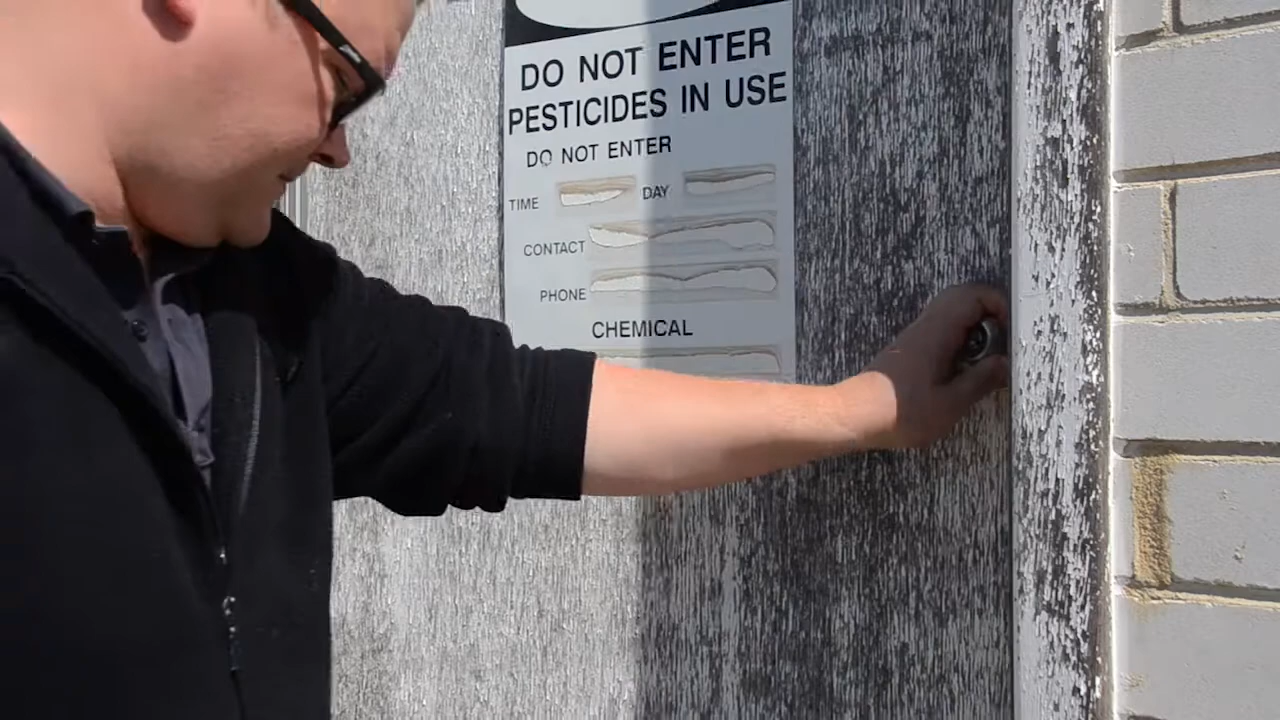 DO NOT ENTER
PESTICIDES IN USE
DO NOT ENTER
TIME DAY
CONTACT
PHONE
CHEMICAL